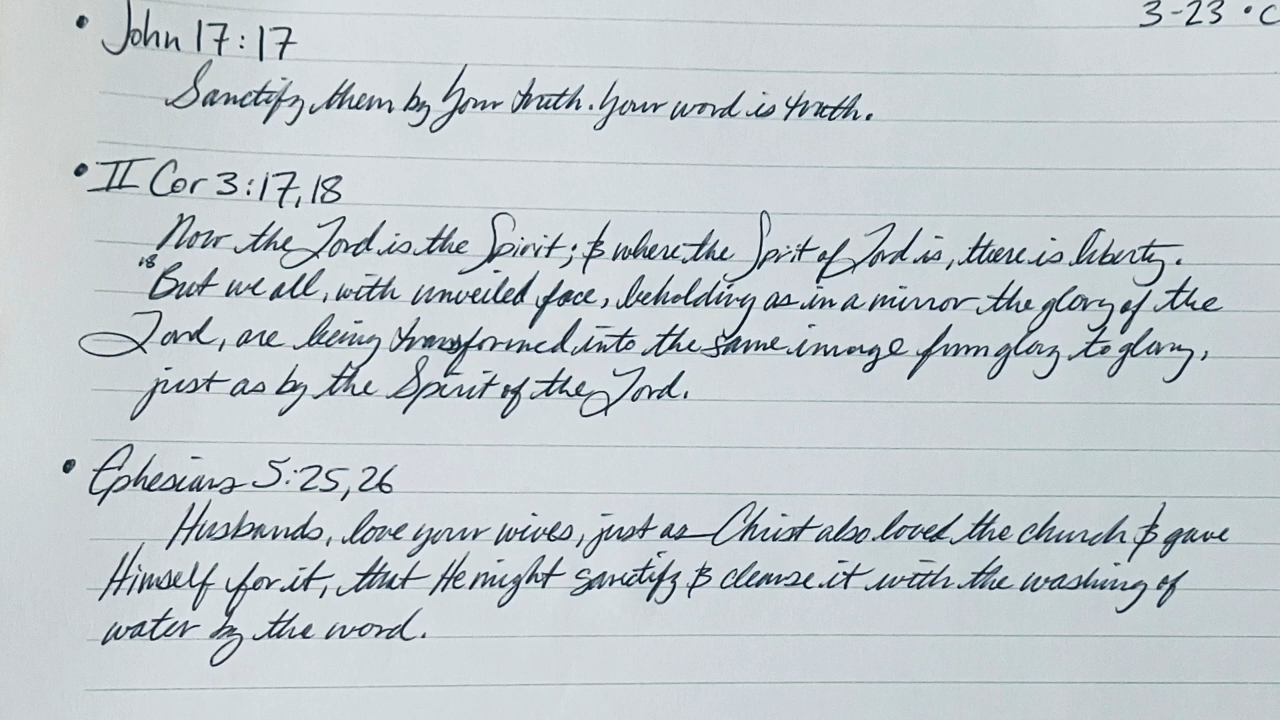 3-23 • C
• John 17:17
Sanctify them by Your truth. Your word is truth.
• II Cor 3:17,18
Now the Lord is the Spirit; & where the Spirit of Lord is, there is liberty.
18 But we all, with unveiled face, beholding as in a mirror the glory of the
Lord, are being transformed into the same image from glory to glory,
just as by the Spirit of the Lord.
• Ephesians 5:25,26
Husbands, love your wives, just as Christ also loved the church & gave
Himself for it, that He might sanctify & cleanse it with the washing of
water by the word.